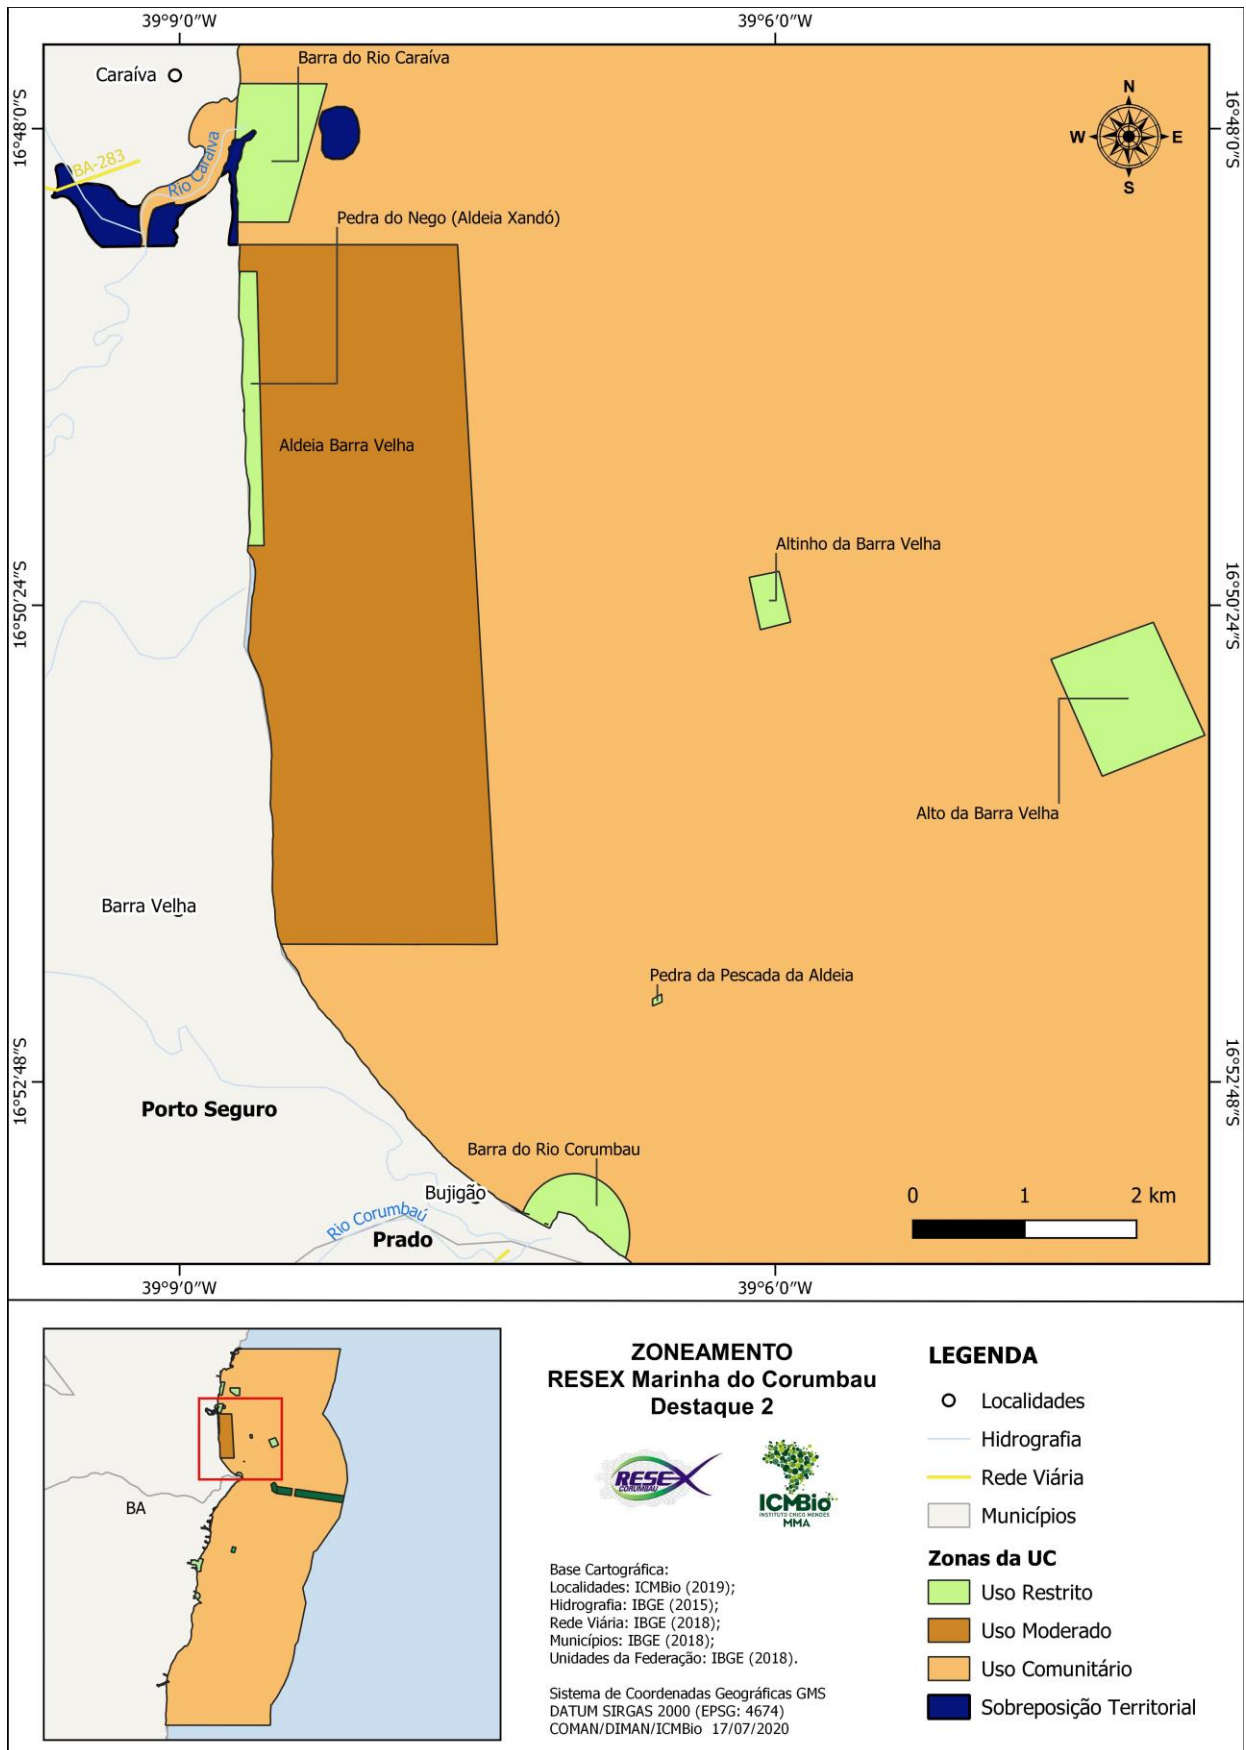 39°9'0"W
39°6'0"W
Barra do Rio Caraíva
Caraíva
N
W
E
S
16°48'0"S
16°48'0"S
BA-283
Rio Caraíva
Pedra do Nego (Aldeia Xandó)
Aldeia Barra Velha
Altinho da Barra Velha
16°50'24"S
16°50'24"S
Alto da Barra Velha
Barra Velha
Pedra da Pescada da Aldeia
16°52'48"S
16°52'48"S
Porto Seguro
Barra do Rio Corumbau
Bujigão
Rio Corumbaú
Prado
0 1 2 km
39°9'0"W
39°6'0"W
BA
ZONEAMENTO
RESEX Marinha do Corumbau
Destaque 2
RESEX
CORUMBAU
ICMBio
INSTITUTO CHICO MENDES
MMA
Base Cartográfica:
Localidades: ICMBio (2019);
Hidrografia: IBGE (2015);
Rede Viária: IBGE (2018);
Municípios: IBGE (2018);
Unidades da Federação: IBGE (2018).
Sistema de Coordenadas Geográficas GMS
DATUM SIRGAS 2000 (EPSG: 4674)
COMAN/DIMAN/ICMBio 17/07/2020
LEGENDA
Localidades
Hidrografia
Rede Viária
Municípios
Zonas da UC
Uso Restrito
Uso Moderado
Uso Comunitário
Sobreposição Territorial